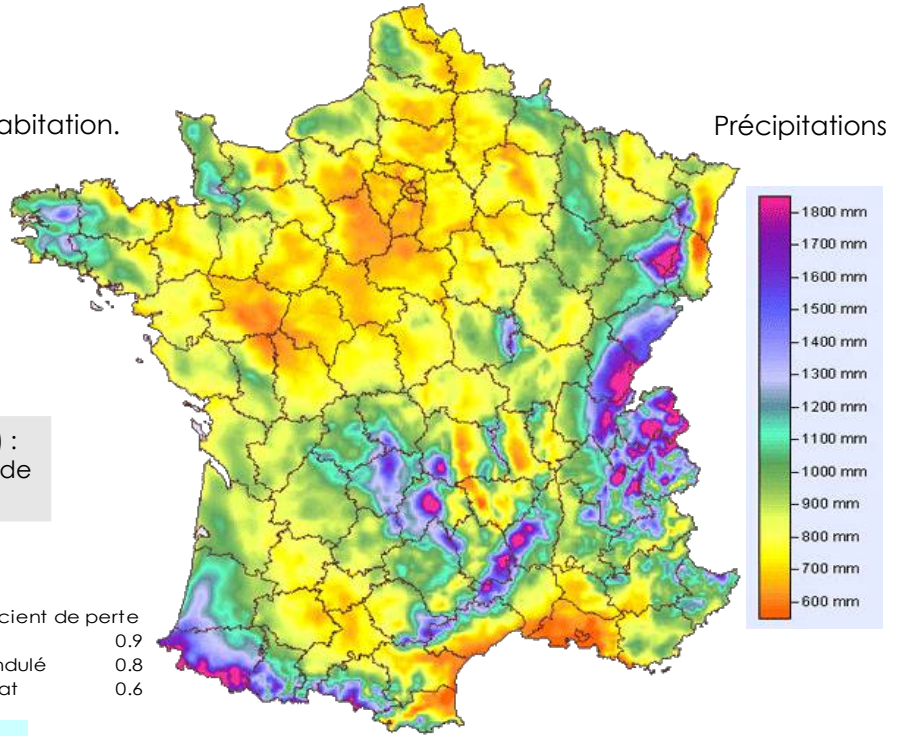 abitation.
Précipitations
1800 mm
1700 mm
1600 mm
1500 mm
1400 mm
1300 mm
1200 mm
1100 mm
1000 mm
900 mm
800 mm
700 mm
600 mm
) :
de
cient de perte
0.9
ndulé 0.8
at 0.6